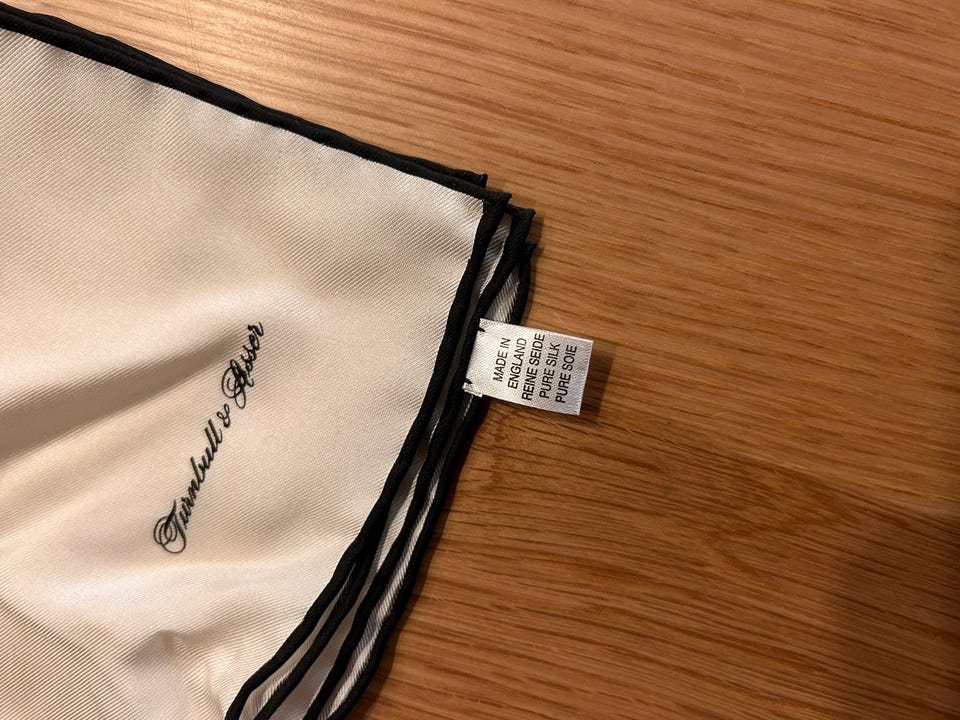 Turnbull & Asser
MADE IN
ENGLAND
REINE SEIDE
PURE SILK
PURE SOIE